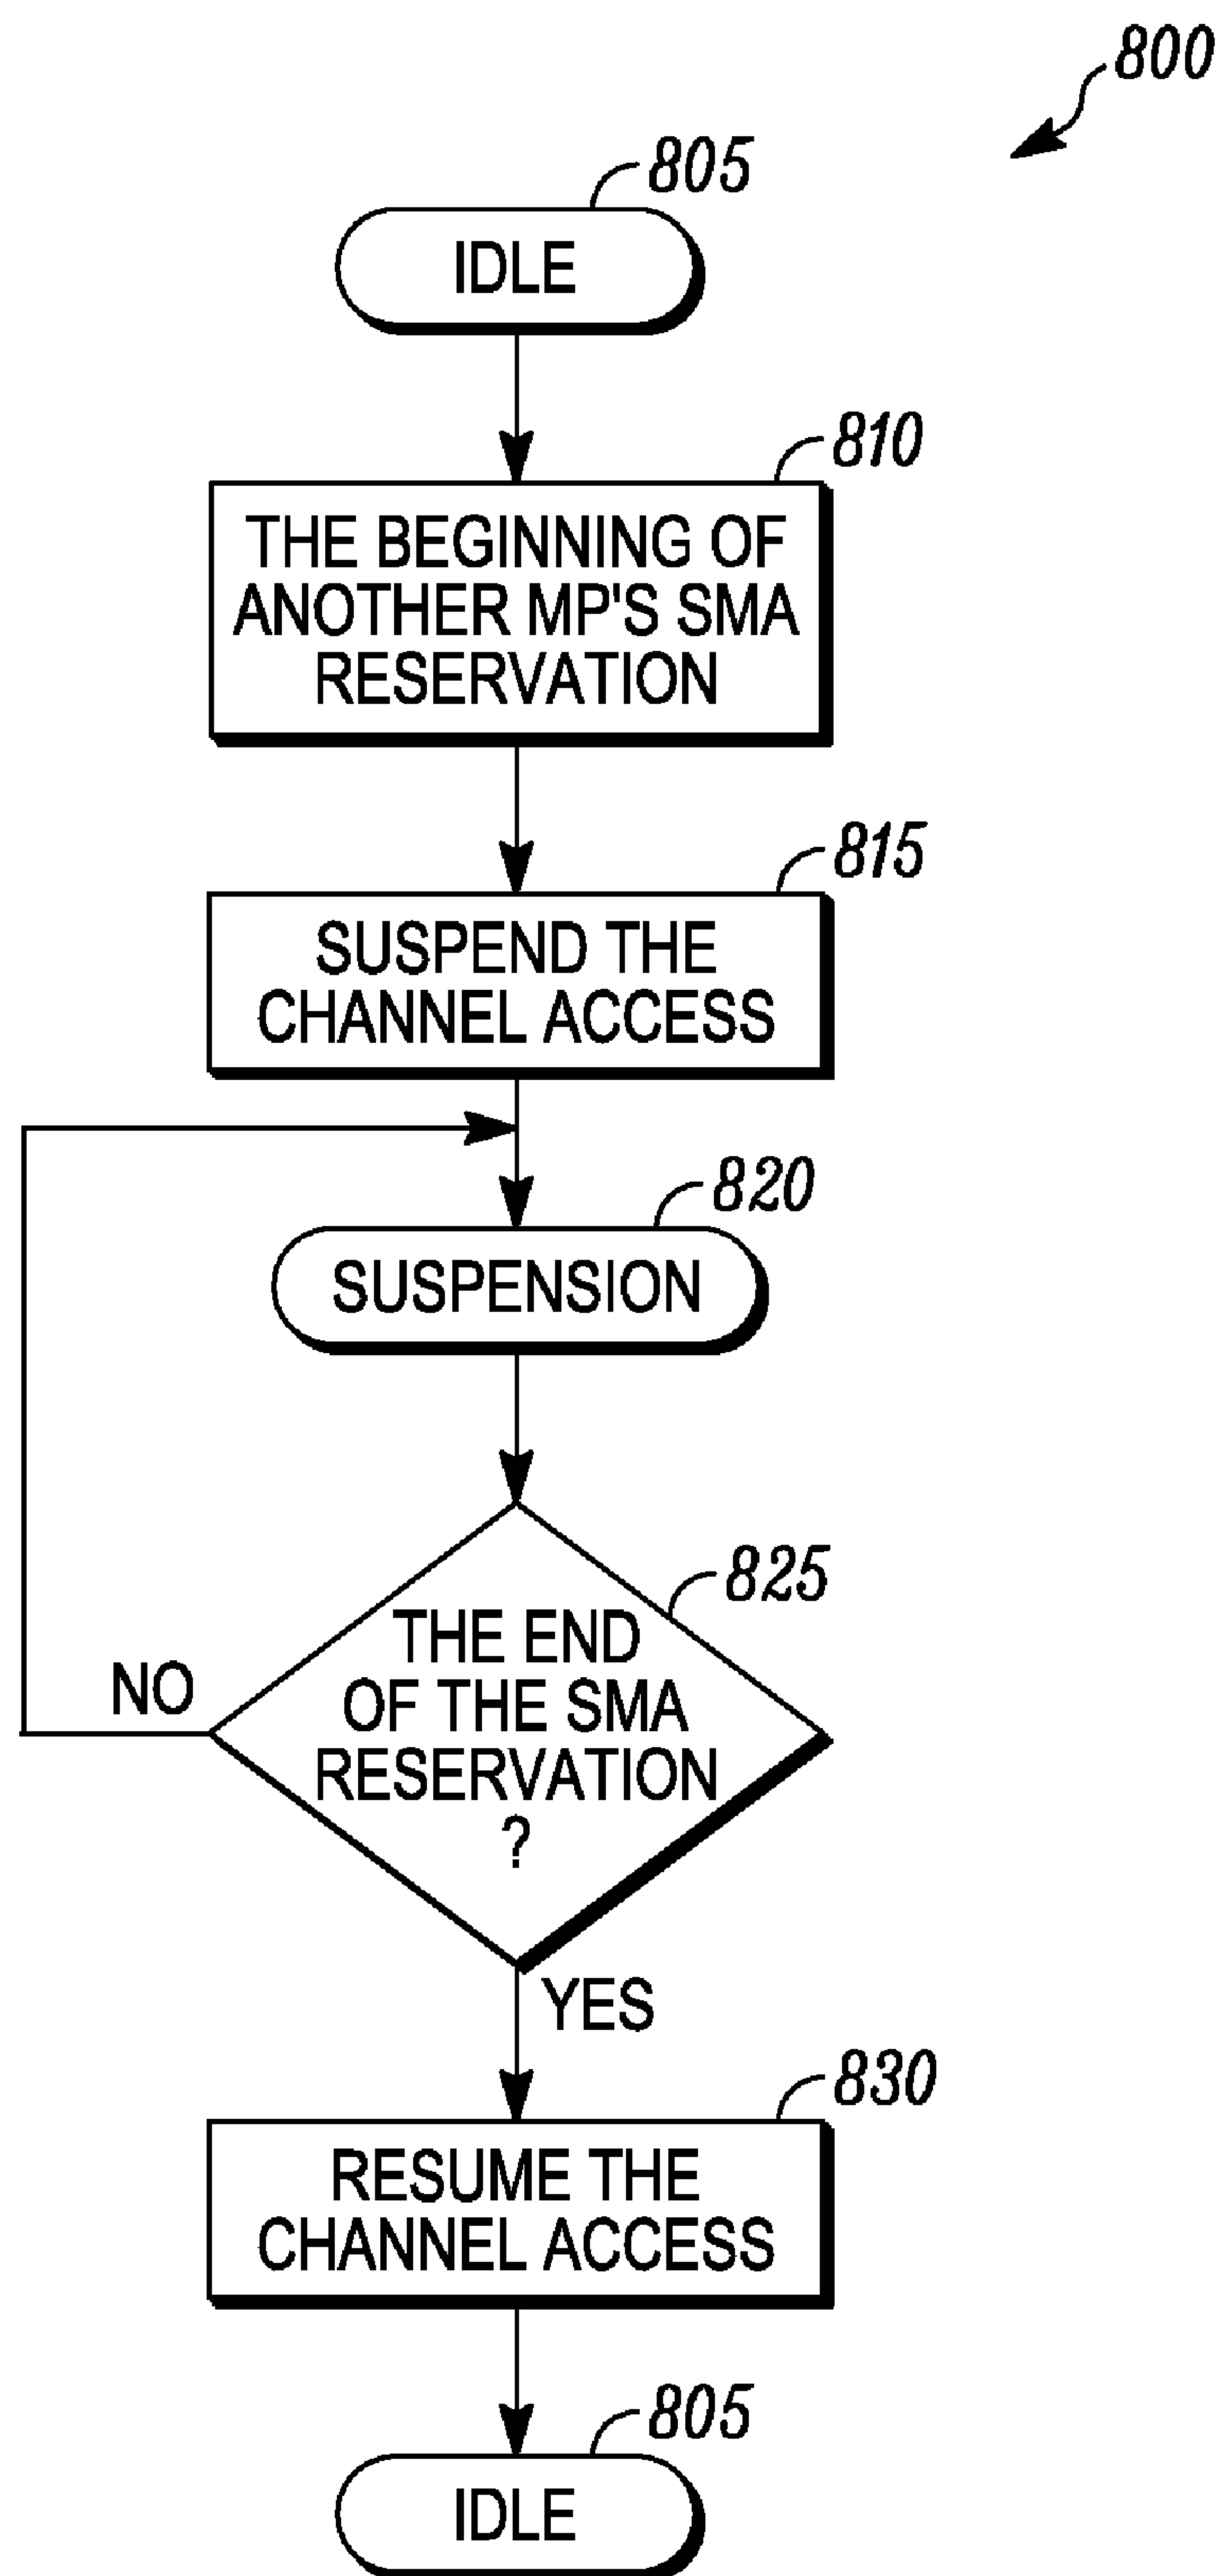 800
805
IDLE
810
THE BEGINNING OF
ANOTHER MP'S SMA
RESERVATION
815
SUSPEND THE
CHANNEL ACCESS
820
SUSPENSION
825
THE END
OF THE SMA
RESERVATION
?
NO
YES
830
RESUME THE
CHANNEL ACCESS
805
IDLE